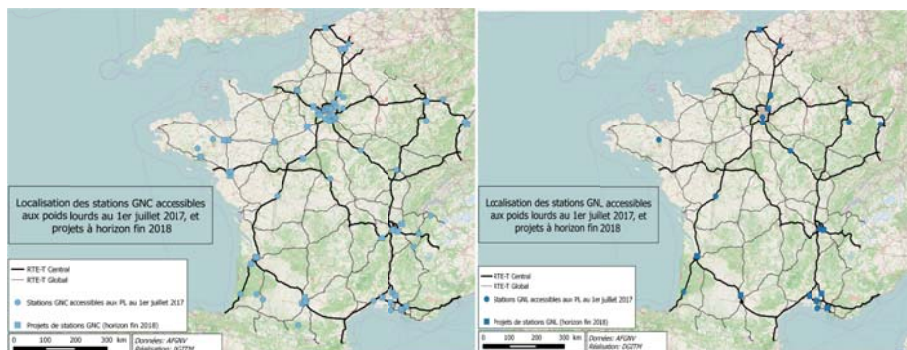 Localisation des stations GNC accessibles
aux poids lourds au 1er juillet 2017, et
projets à horizon fin 2018
RTE-T Central
RTE-T Global
Stations GNC accessibles aux PL au 1er juillet 2017
Projets de stations GNC (horizon fin 2018)
0 100 200 300 km
Données: AFGNV
Réalisation: DGITM
Localisation des stations GNL accessibles
aux poids lourds au 1er juillet 2017, et
projets à horizon fin 2018
RTE-T Central
RTE-T Global
Stations GNL accessibles aux PL au 1er juillet 2017
Projets de stations GNL (horizon fin 2018)
0 100 200 300 km
Données: AFGNV
Réalisation: DGITM